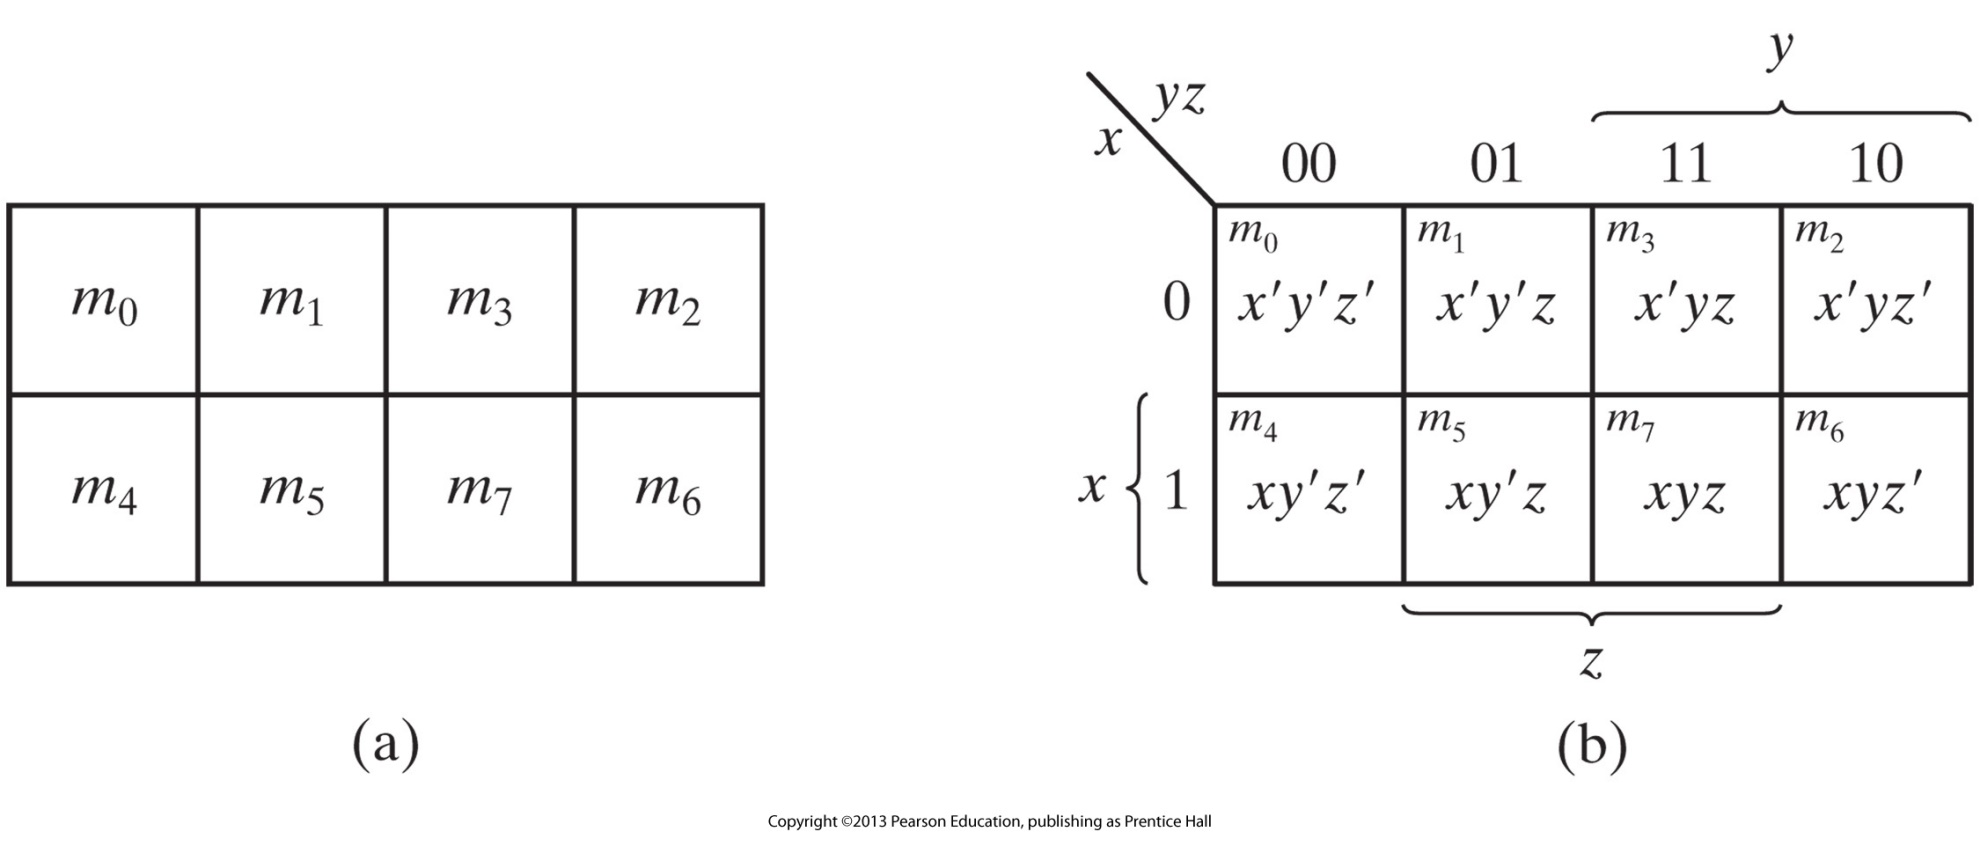 m₀ m₁ m₃ m₂
m₄ m₅ m₇ m₆
(a)
y
yz
x
00 01 11 10
m₀ m₁ m₃ m₂
0 x′y′z′ x′y′z x′yz x′yz′
m₄ m₅ m₇ m₆
x 1 xy′z′ xy′z xyz xyz′
z
(b)
Copyright ©2013 Pearson Education, publishing as Prentice Hall